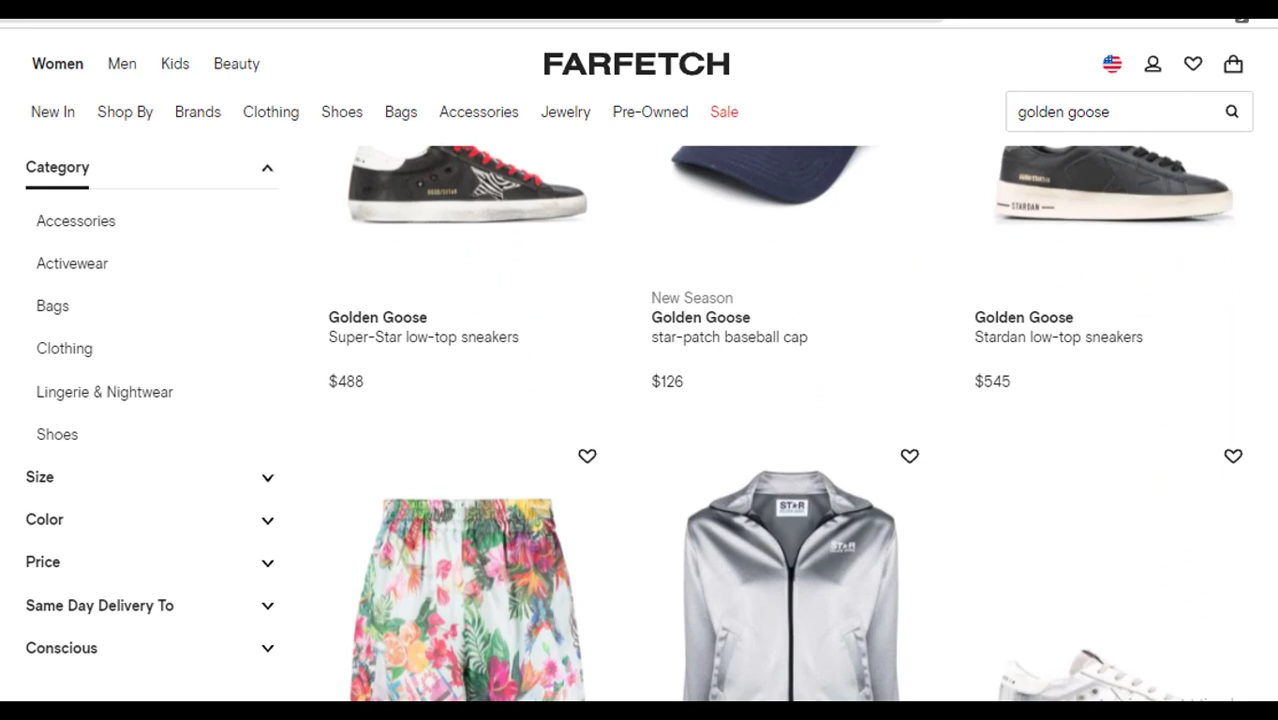 Women Men Kids Beauty
FARFETCH
New In Shop By Brands Clothing Shoes Bags Accessories Jewelry Pre-Owned Sale
golden goose
Category
Accessories
Activewear
Bags
Clothing
Lingerie & Nightwear
Shoes
Size
Color
Price
Same Day Delivery To
Conscious
STARDAN
Golden Goose
Super-Star low-top sneakers
$488
New Season
Golden Goose
star-patch baseball cap
$126
Golden Goose
Stardan low-top sneakers
$545